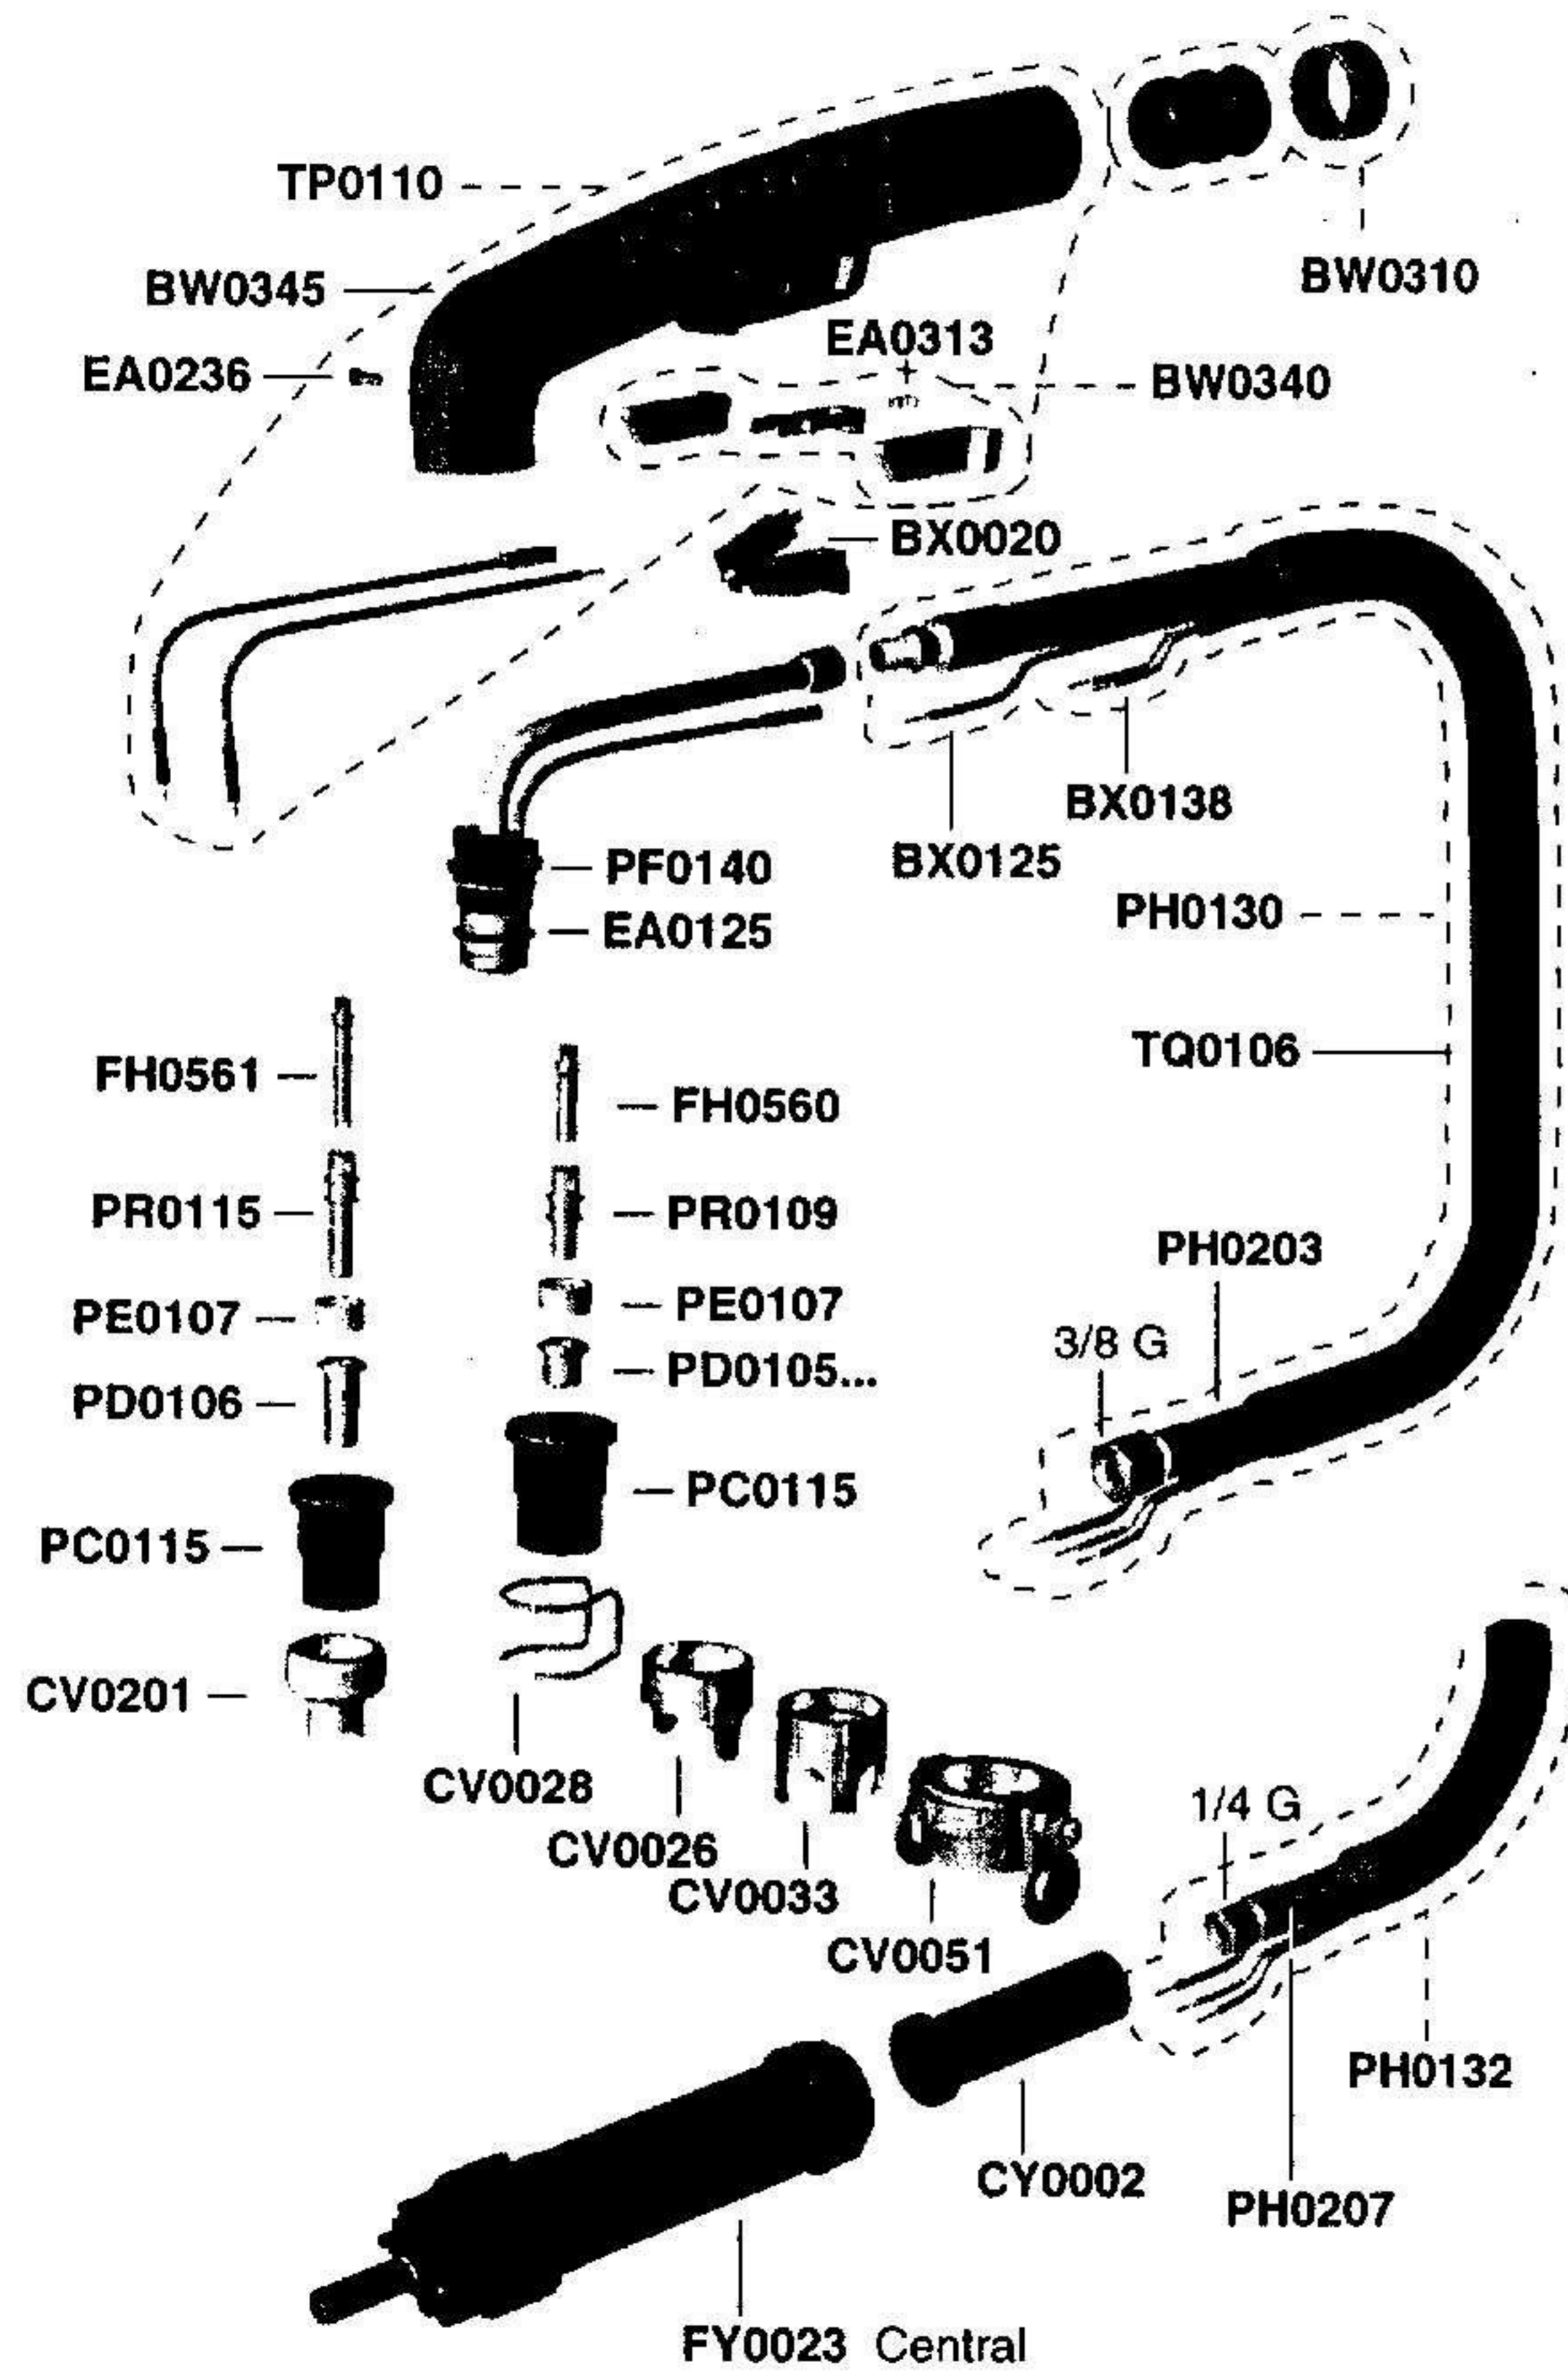 TP0110
BW0345
BW0310
EA0313
EA0236
+
BW0340
BX0020
BX0138
BX0125
PF0140
PH0130
EA0125
TQ0106
FH0561
FH0560
PR0115
PR0109
PH0203
PE0107
PE0107
3/8 G
PD0106
PD0105...
PC0115
PC0115
CV0201
CV0028
1/4 G
CV0026
CV0033
CV0051
PH0132
CY0002
PH0207
FY0023 Central